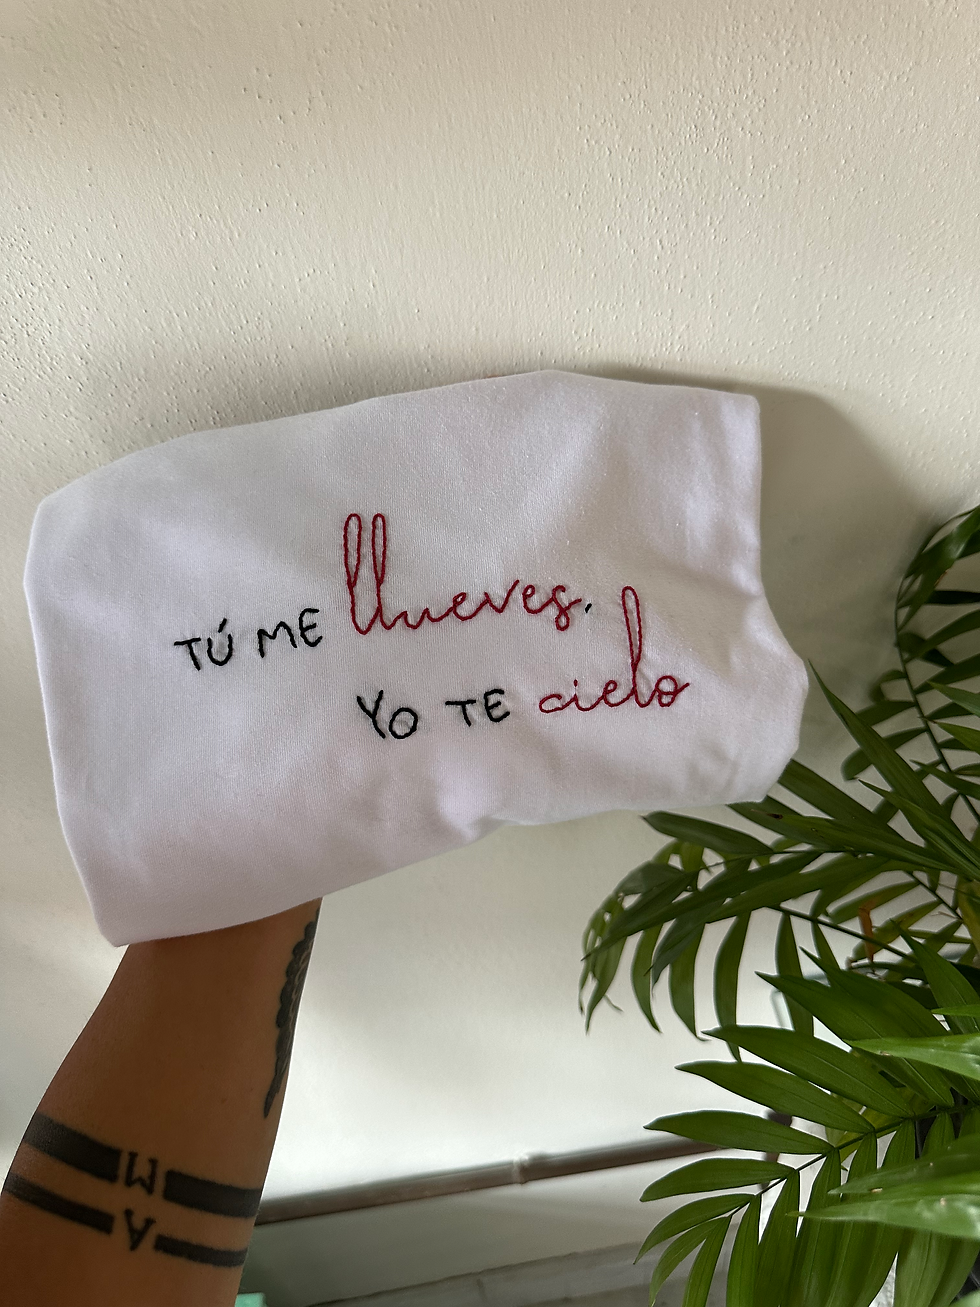 TÚ ME llueves,
YO TE cielo
M
A